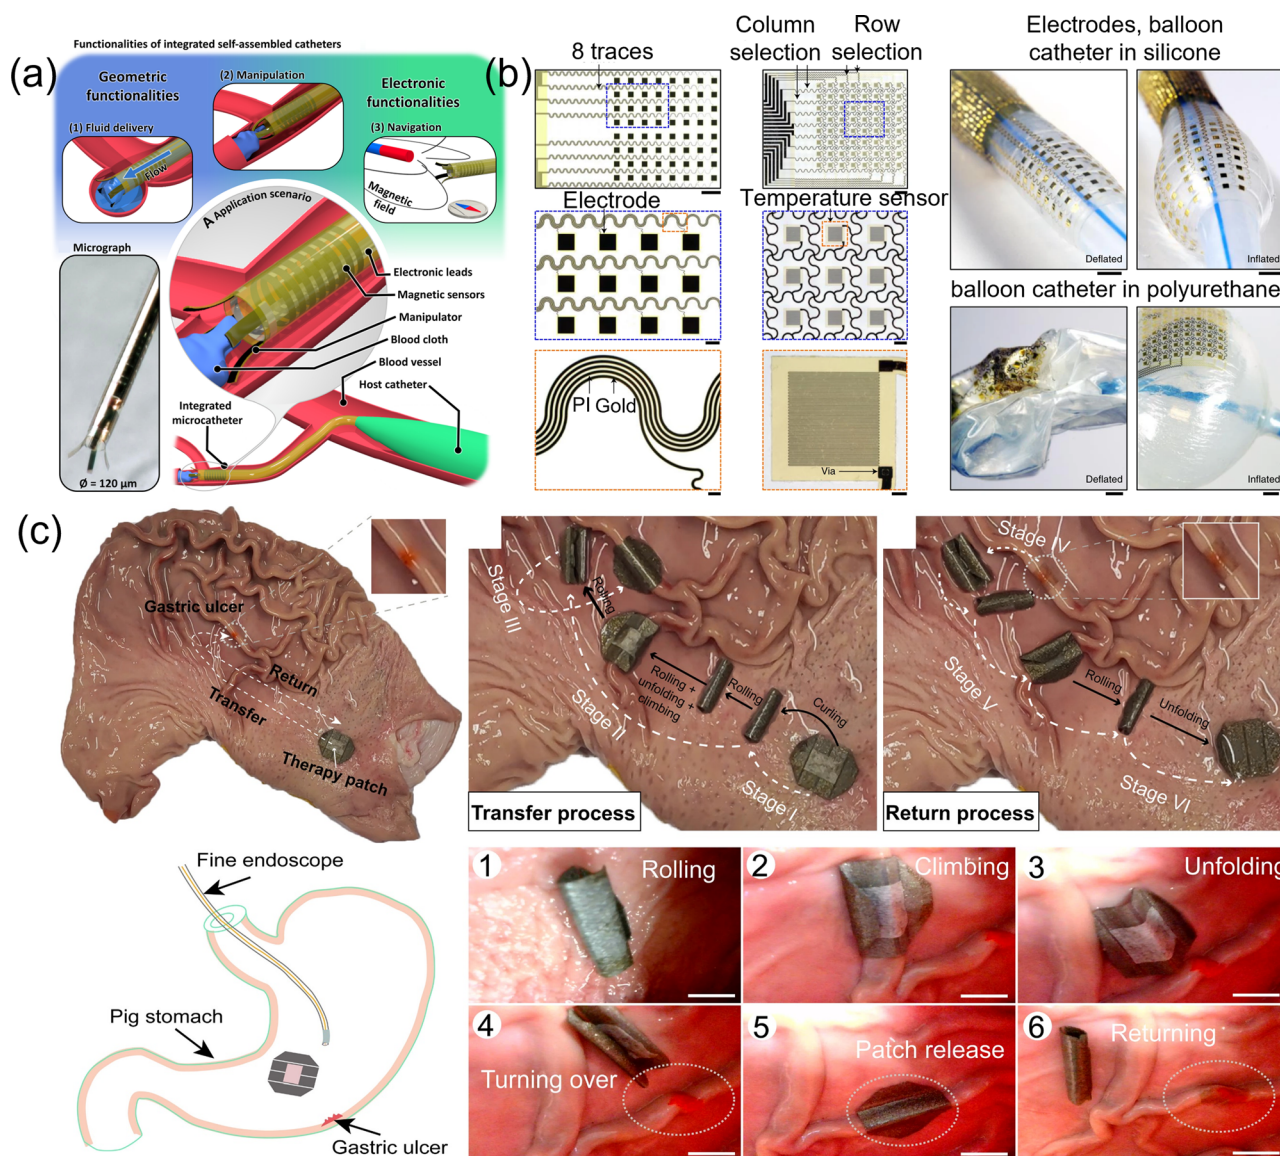 Functionalities of integrated self-assembled catheters
(a)
Geometric
functionalities
(1) Fluid delivery
Flow
(2) Manipulation
Electronic
functionalities
(3) Navigation
Magnetic
field
A Application scenario
Micrograph
Ø = 120 µm
Electronic leads
Magnetic sensors
Manipulator
Blood cloth
Blood vessel
Host catheter
Integrated
microcatheter
(b)
8 traces
Column
selection
Row
selection
Electrode
Temperature sensor
PI Gold
Via
Electrodes, balloon
catheter in silicone
Deflated
Inflated
balloon catheter in polyurethane
Deflated
Inflated
(c)
Gastric ulcer
Return
Transfer
Therapy patch
Stage III
Rolling
Rolling +
unfolding +
climbing
Rolling
Curling
Stage II
Stage I
Transfer process
Stage IV
Stage V
Rolling
Unfolding
Stage VI
Return process
Fine endoscope
Pig stomach
Gastric ulcer
1
Rolling
2
Climbing
3
Unfolding
4
Turning over
5
Patch release
6
Returning